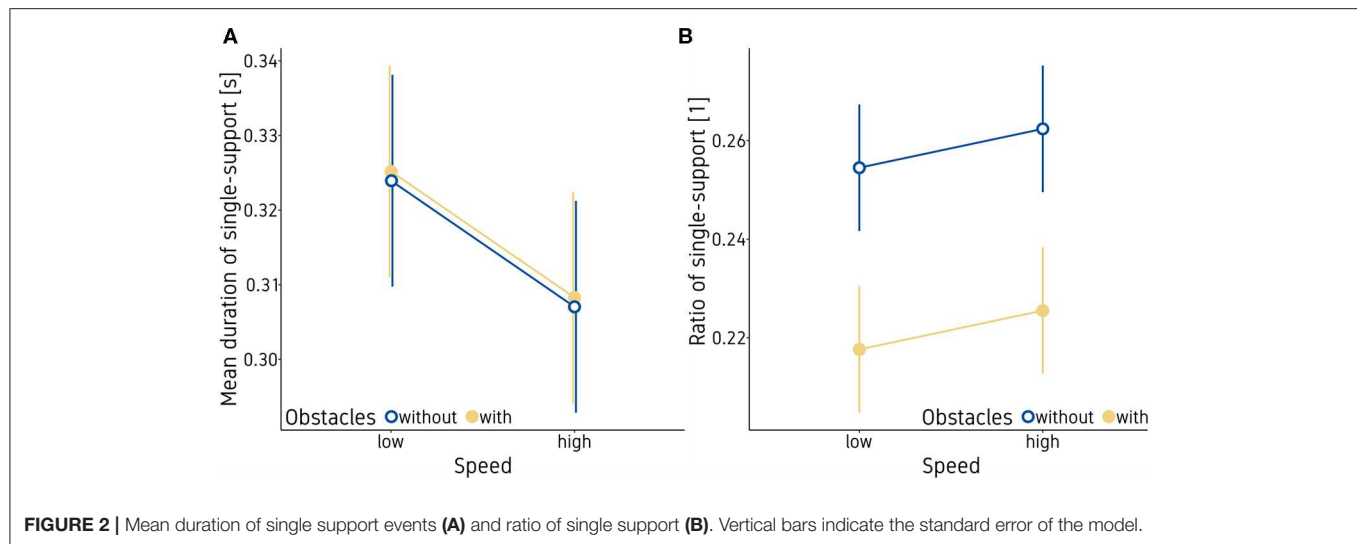 A
Mean duration of single-support [s]
0.34
0.33
0.32
0.31
0.30
Obstacles without with
low high
Speed
B
Ratio of single-support [1]
0.26
0.24
0.22
Obstacles without with
low high
Speed
FIGURE 2 | Mean duration of single support events (A) and ratio of single support (B). Vertical bars indicate the standard error of the model.